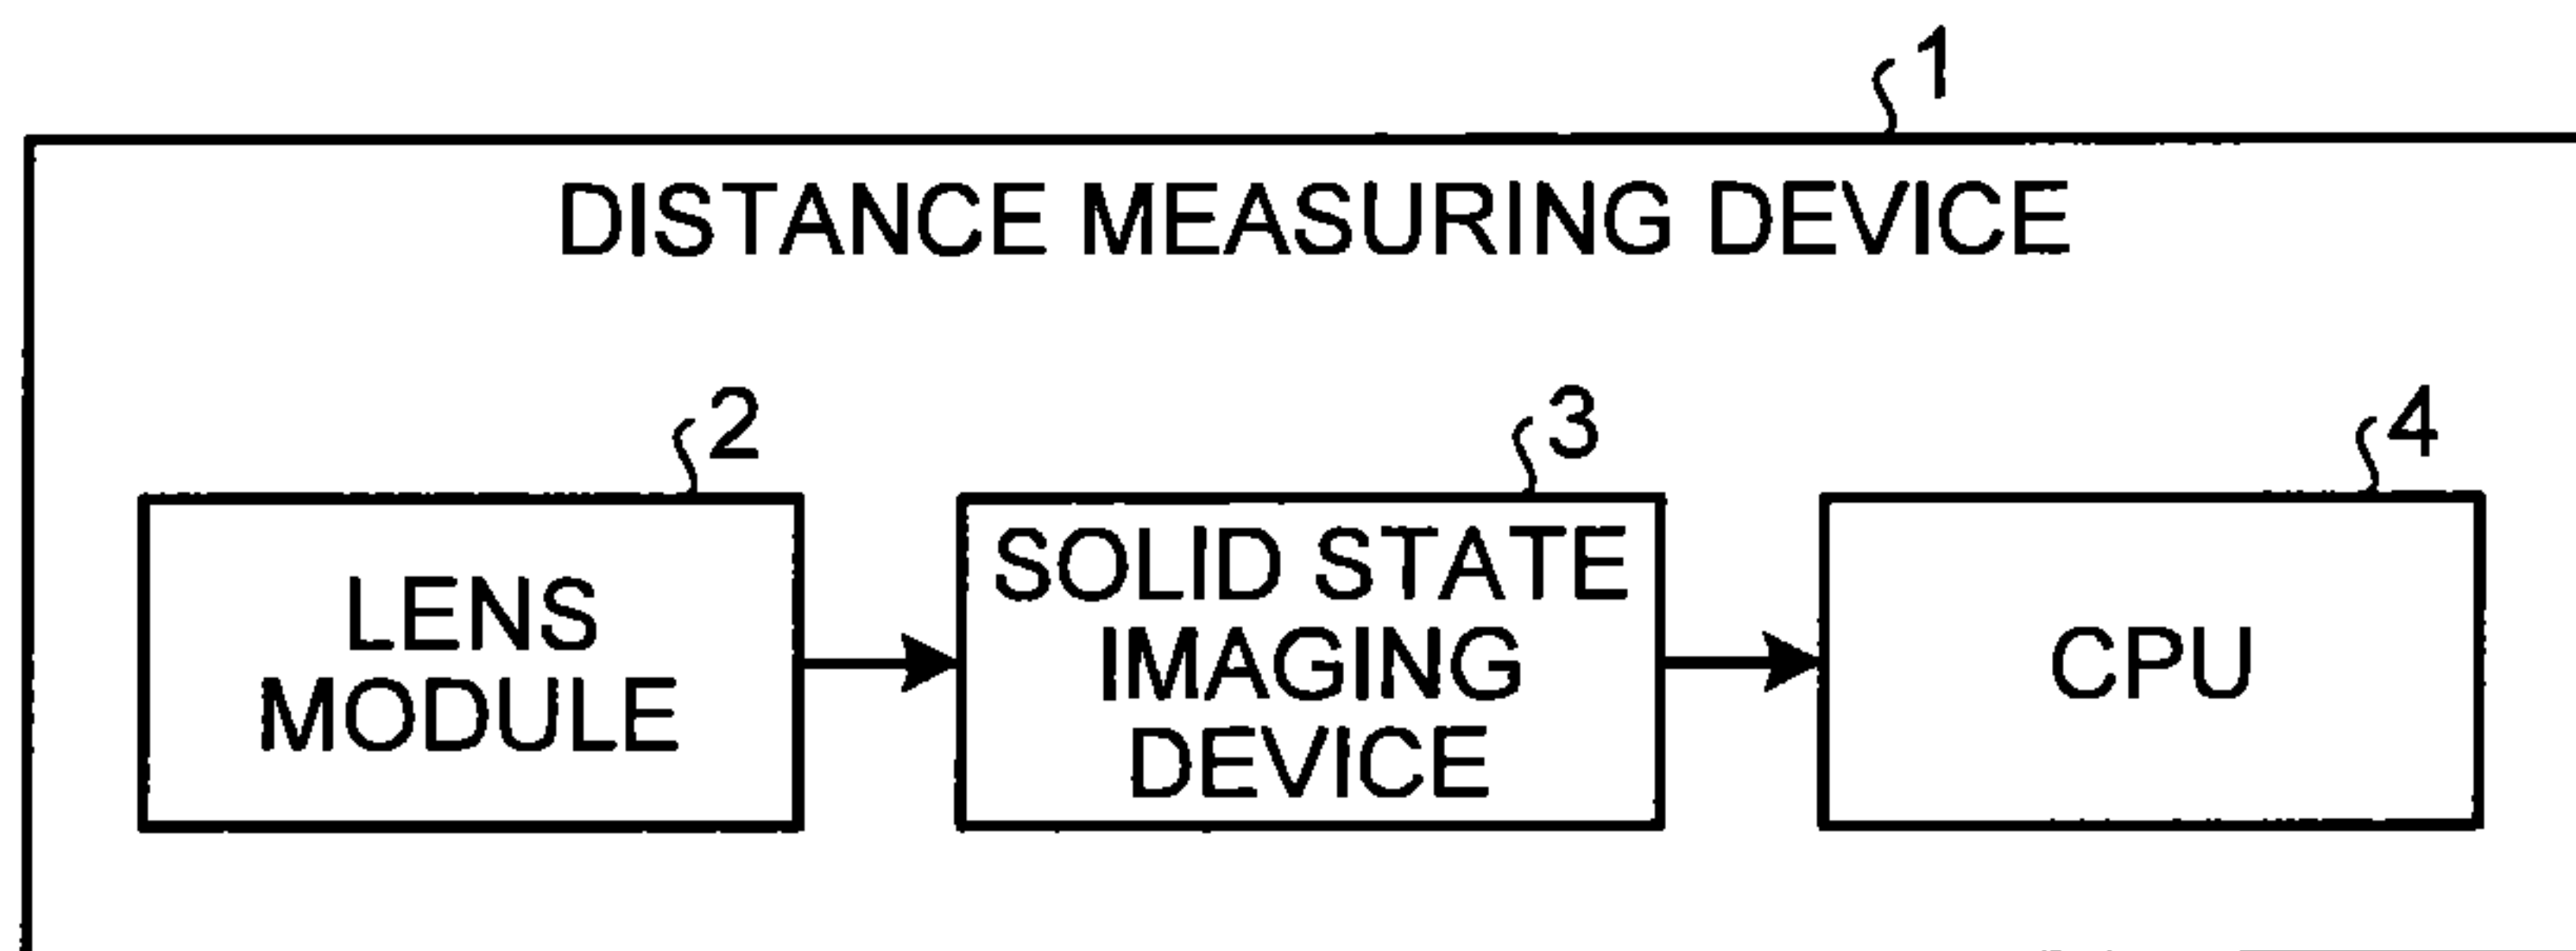 1
DISTANCE MEASURING DEVICE
2
3
4
LENS
MODULE
SOLID STATE
IMAGING
DEVICE
CPU